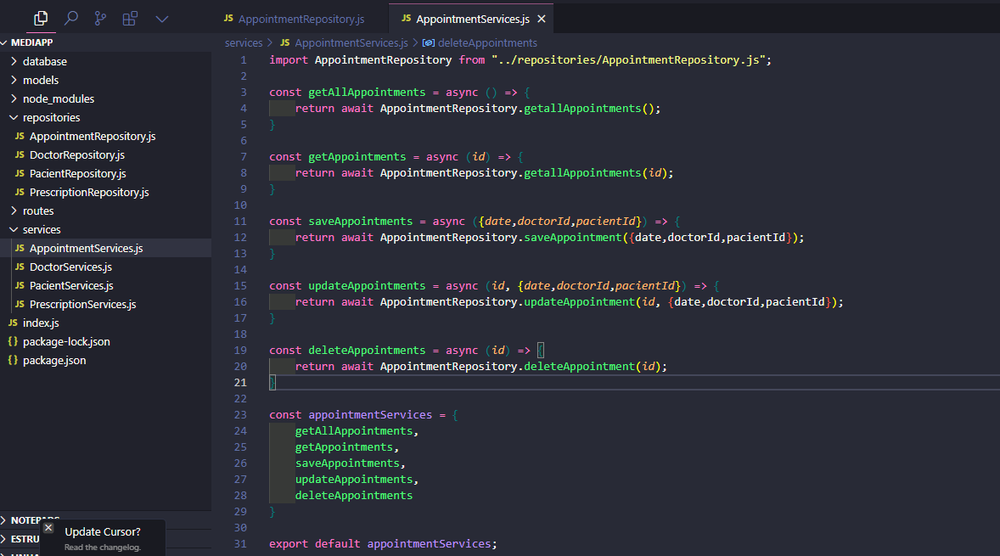 JS AppointmentRepository.js
JS AppointmentServices.js
MEDIAPP
services > JS AppointmentServices.js > deleteAppointments
database
models
node_modules
repositories
JS AppointmentRepository.js
JS DoctorRepository.js
JS PacientRepository.js
JS PrescriptionRepository.js
routes
services
JS AppointmentServices.js
JS DoctorServices.js
JS PacientServices.js
JS PrescriptionServices.js
JS index.js
{} package-lock.json
{} package.json
1 import AppointmentRepository from "../repositories/AppointmentRepository.js";
2
3 const getAllAppointments = async () => {
4 return await AppointmentRepository.getallAppointments();
5 }
6
7 const getAppointments = async (id) => {
8 return await AppointmentRepository.getallAppointments(id);
9 }
10
11 const saveAppointments = async ({date,doctorId,pacientId}) => {
12 return await AppointmentRepository.saveAppointment({date,doctorId,pacientId});
13 }
14
15 const updateAppointments = async (id, {date,doctorId,pacientId}) => {
16 return await AppointmentRepository.updateAppointment(id, {date,doctorId,pacientId});
17 }
18
19 const deleteAppointments = async (id) => {
20 return await AppointmentRepository.deleteAppointment(id);
21 }
22
23 const appointmentServices = {
24 getAllAppointments,
25 getAppointments,
26 saveAppointments,
27 updateAppointments,
28 deleteAppointments
29 }
30
31 export default appointmentServices;
Update Cursor?
Read the changelog.